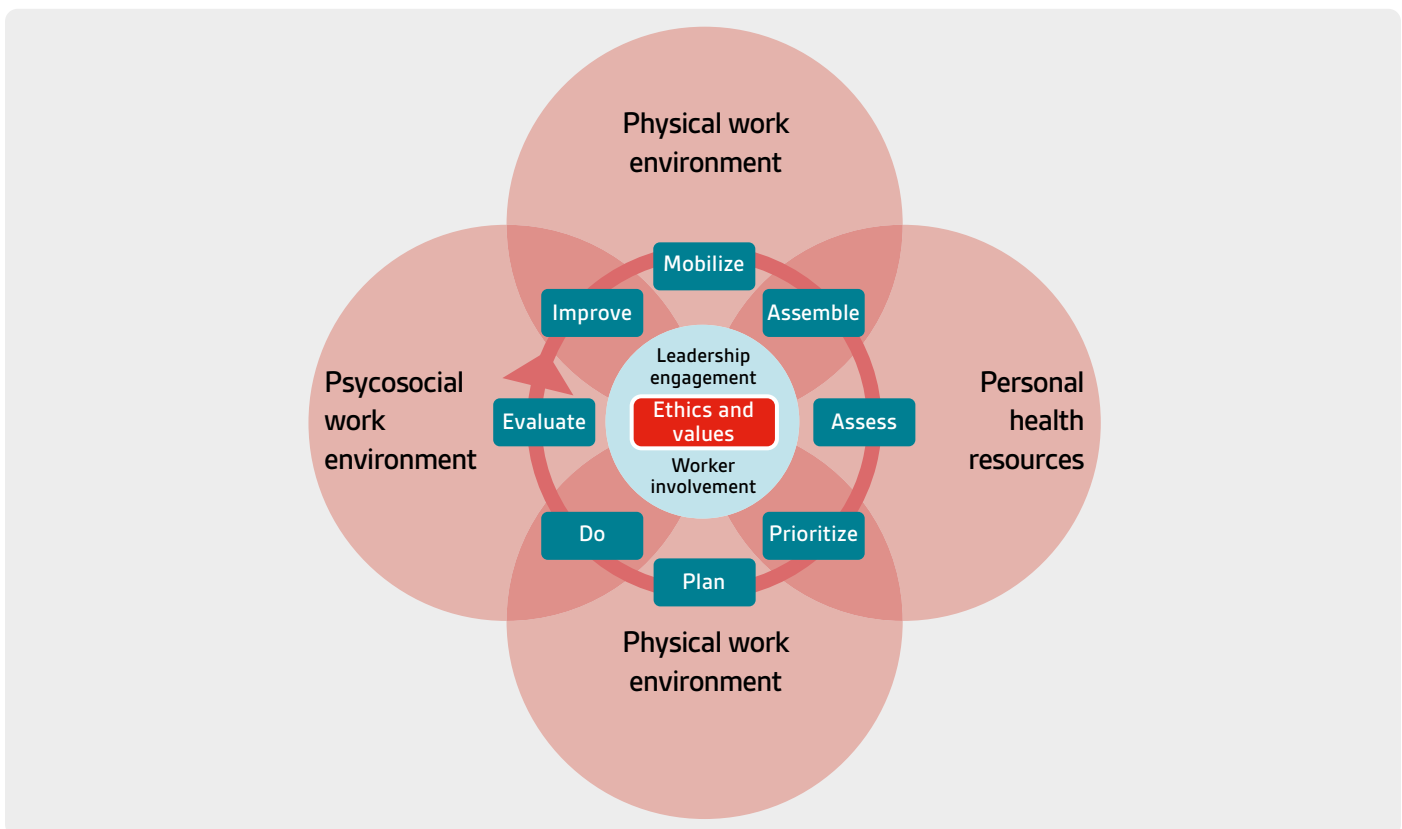 Physical work
environment
Mobilize
Improve
Assemble
Leadership
engagement
Psycosocial
work
environment
Personal
health
resources
Evaluate
Ethics and
values
Assess
Worker
involvement
Do
Prioritize
Plan
Physical work
environment